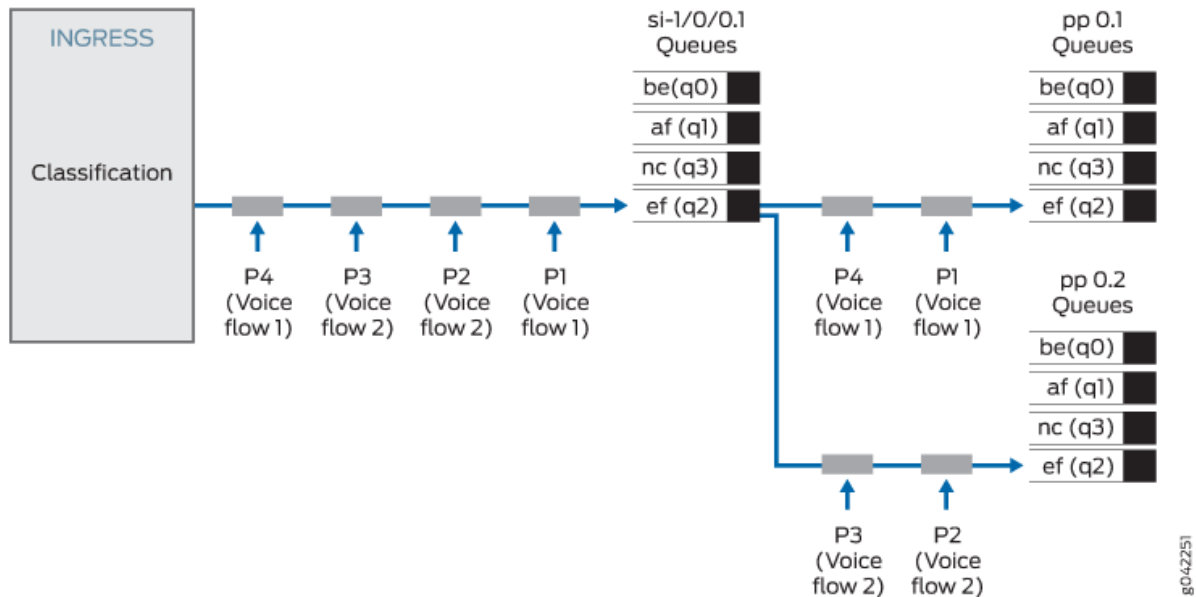 INGRESS
Classification
P4
(Voice
flow 1)
P3
(Voice
flow 2)
P2
(Voice
flow 2)
P1
(Voice
flow 1)
si-1/0/0.1
Queues
be(q0)
af (q1)
nc (q3)
ef (q2)
P4
(Voice
flow 1)
P1
(Voice
flow 1)
pp 0.1
Queues
be(q0)
af (q1)
nc (q3)
ef (q2)
P3
(Voice
flow 2)
P2
(Voice
flow 2)
pp 0.2
Queues
be(q0)
af (q1)
nc (q3)
ef (q2)
g042251